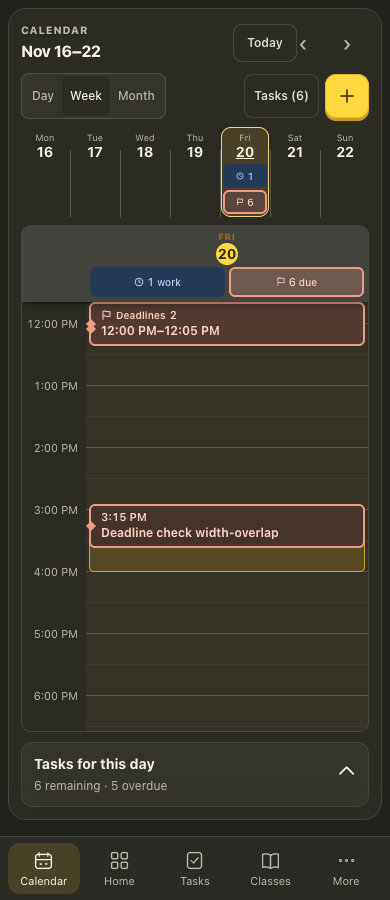 CALENDAR
Nov 16–22
Today
Day Week Month
Tasks (6)
Mon Tue Wed Thu Fri Sat Sun
16 17 18 19 20 21 22
1
6
FRI
20
1 work
6 due
Deadlines 2
12:00 PM–12:05 PM
12:00 PM
1:00 PM
2:00 PM
3:00 PM
3:15 PM
Deadline check width-overlap
4:00 PM
5:00 PM
6:00 PM
Tasks for this day
6 remaining · 5 overdue
Calendar Home Tasks Classes More